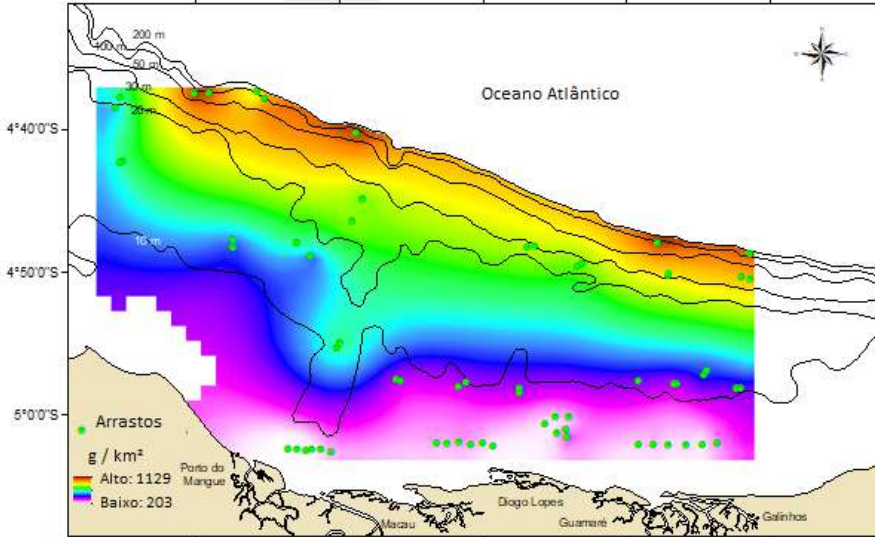 200 m
100 m
50 m
30 m
20 m
Oceano Atlântico
4°40'0"S
10 m
4°50'0"S
5°0'0"S
Arrastos
g / km²
Alto: 1129
Baixo: 203
Porto do
Mangue
Macau
Diogo Lopes
Guamaré
Galinhos